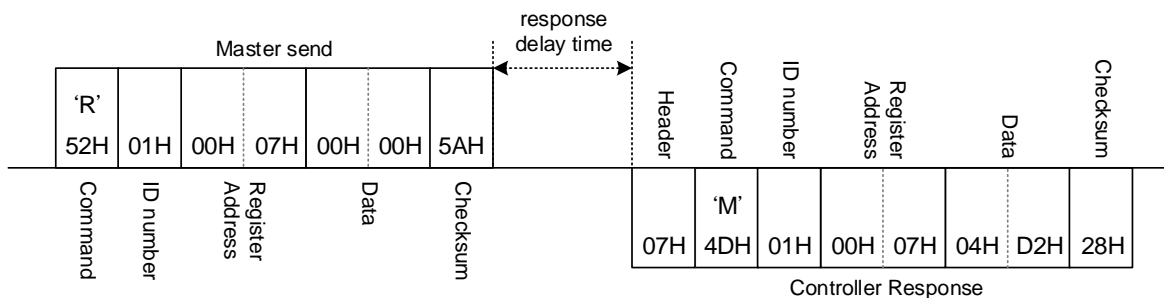 response
delay time
Master send
'R'
52H 01H 00H 07H 00H 00H 5AH
Command
ID number
Register
Address
Data
Checksum
Header
Command
ID number
Register
Address
Data
Checksum
'M'
07H 4DH 01H 00H 07H 04H D2H 28H
Controller Response